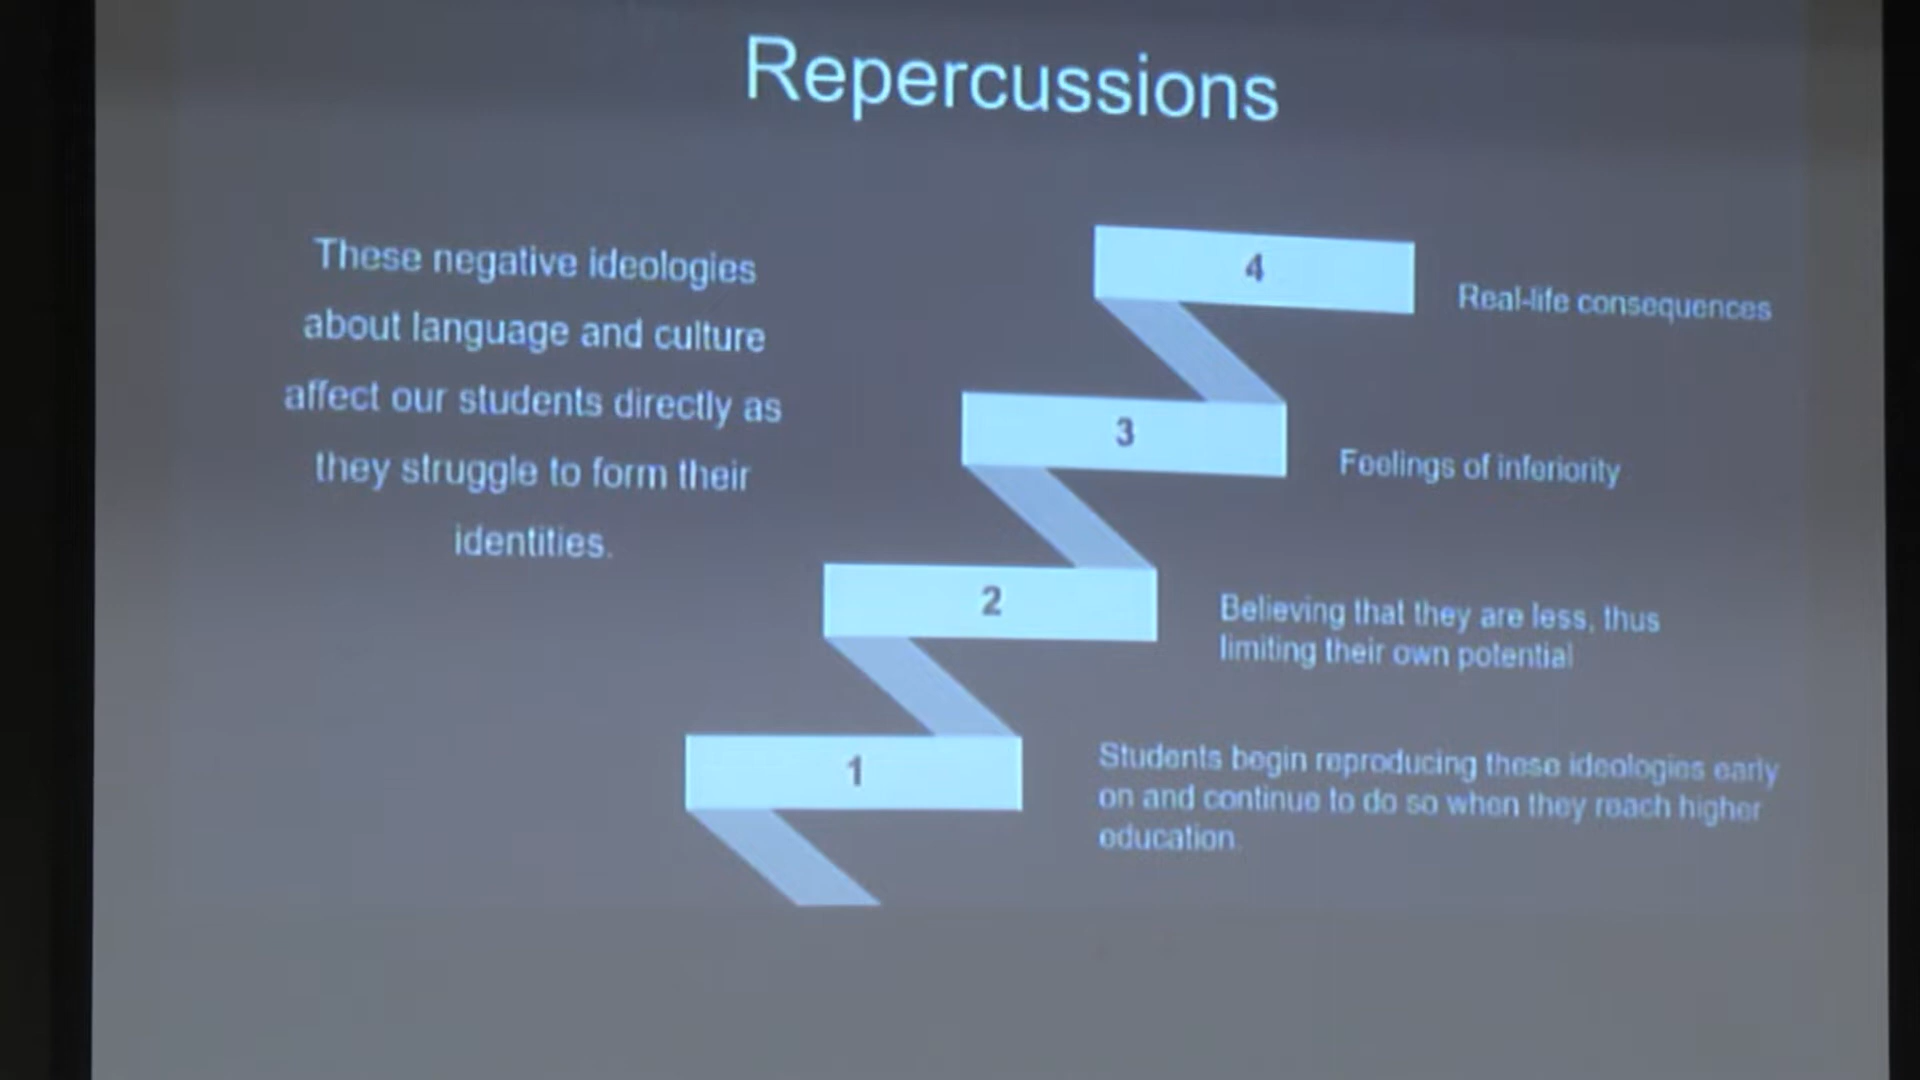 Repercussions
These negative ideologies
about language and culture
affect our students directly as
they struggle to form their
identities.
4
Real-life consequences
3
Feelings of inferiority
2
Believing that they are less, thus
limiting their own potential
1
Students begin reproducing these ideologies early
on and continue to do so when they reach higher
education.